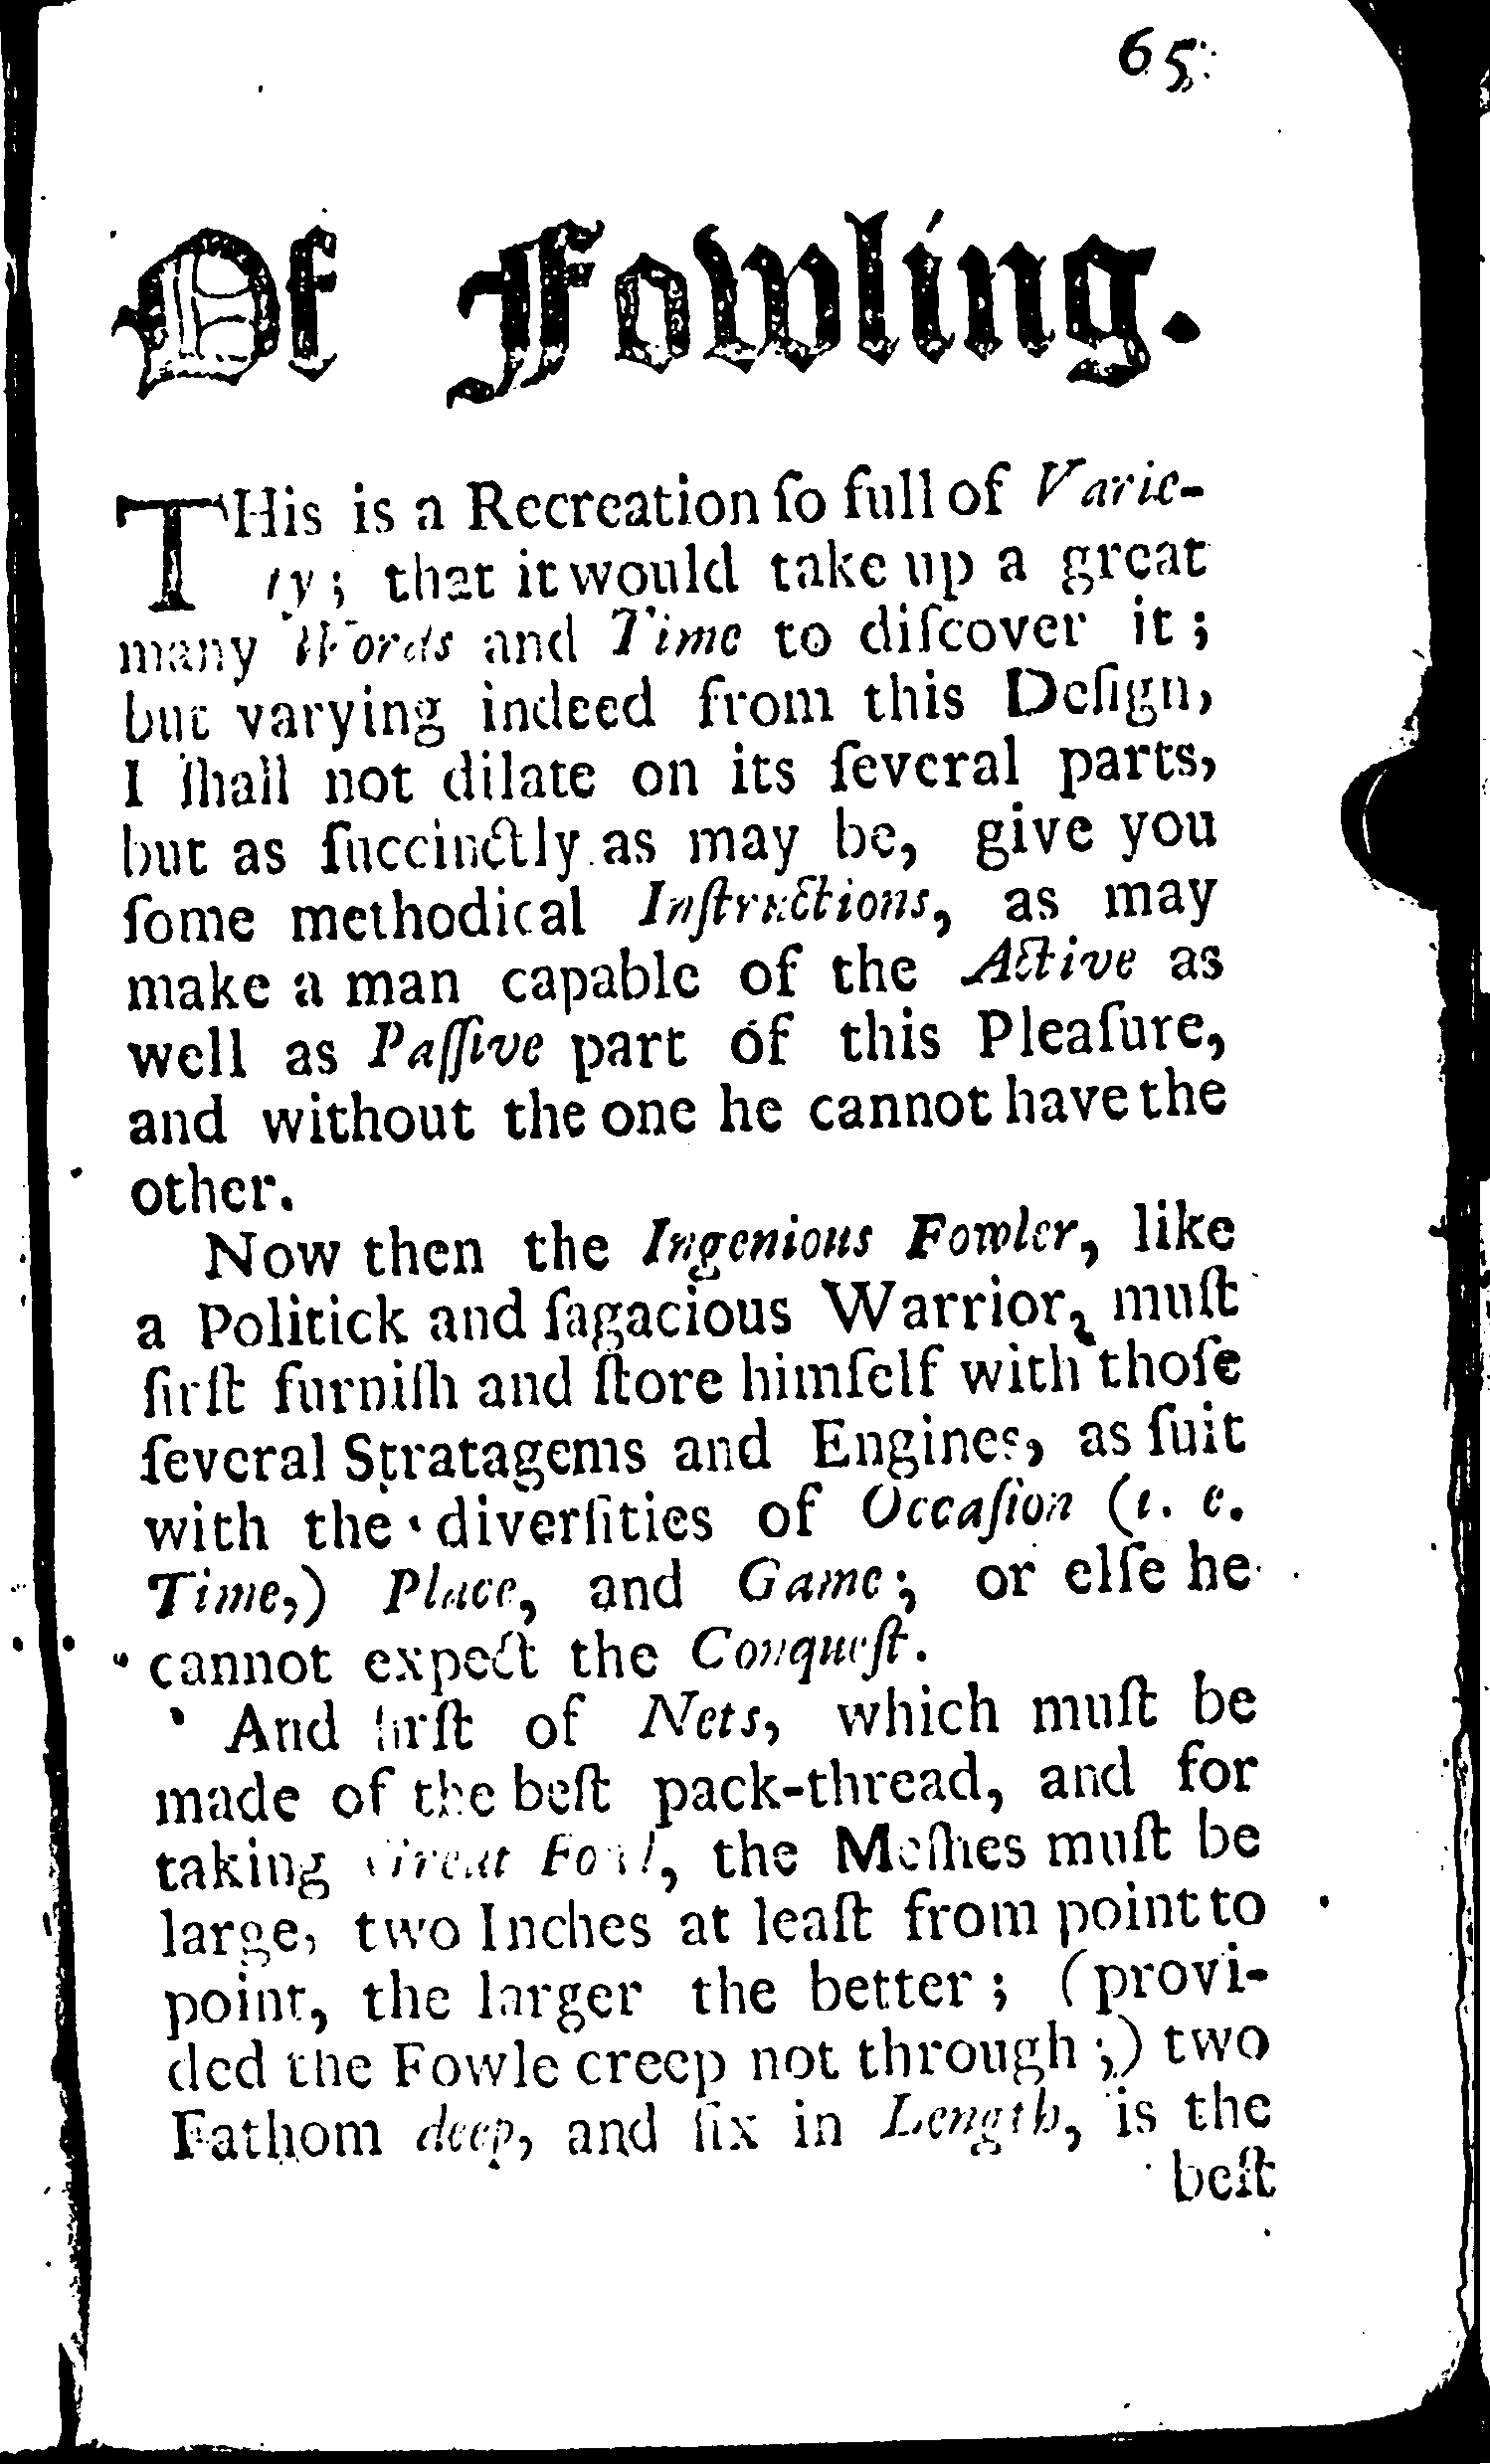 65
Of Fowling.
THis is a Recreation ſo full of Varie-
ty; that it would take up a great
many Words and Time to diſcover it;
but varying indeed from this Deſign,
I ſhall not dilate on its ſeveral parts,
but as ſuccinctly as may be, give you
ſome methodical Inſtructions, as may
make a man capable of the Active as
well as Paſſive part of this Pleaſure,
and without the one he cannot have the
other.
Now then the Ingenious Fowler, like
a Politick and ſagacious Warrior, muſt
firſt furniſh and ſtore himſelf with thoſe
ſeveral Stratagems and Engines, as ſuit
with the diverſities of Occaſion (i. e.
Time,) Place, and Game; or elſe he
cannot expect the Conqueſt.
And firſt of Nets, which muſt be
made of the beſt pack-thread, and for
taking Great Fowl, the Meſhes muſt be
large, two Inches at leaſt from point to
point, the larger the better; (provi-
ded the Fowle creep not through;) two
Fathom deep, and ſix in Length, is the
beſt